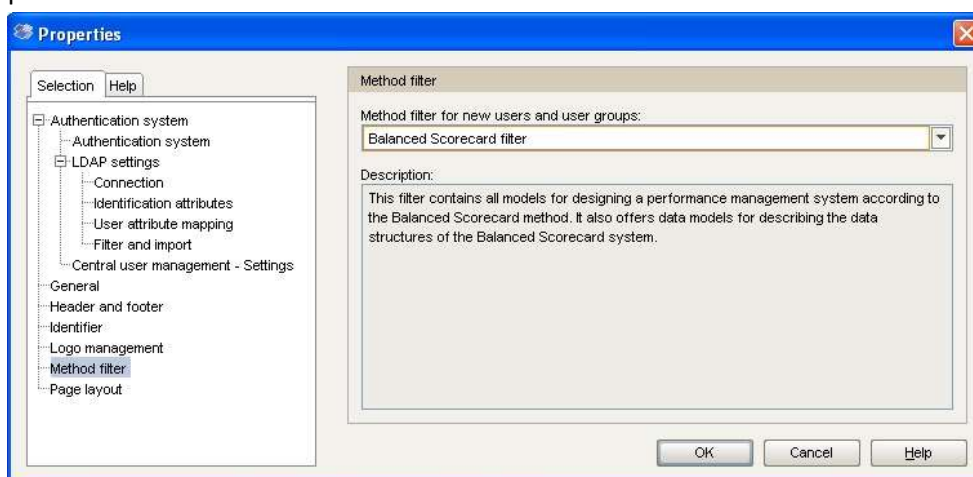 Properties
Selection Help
Authentication system
Authentication system
LDAP settings
Connection
Identification attributes
User attribute mapping
Filter and import
Central user management - Settings
General
Header and footer
Identifier
Logo management
Method filter
Page layout
Method filter
Method filter for new users and user groups:
Balanced Scorecard filter
Description:
This filter contains all models for designing a performance management system according to
the Balanced Scorecard method. It also offers data models for describing the data
structures of the Balanced Scorecard system.
OK Cancel Help